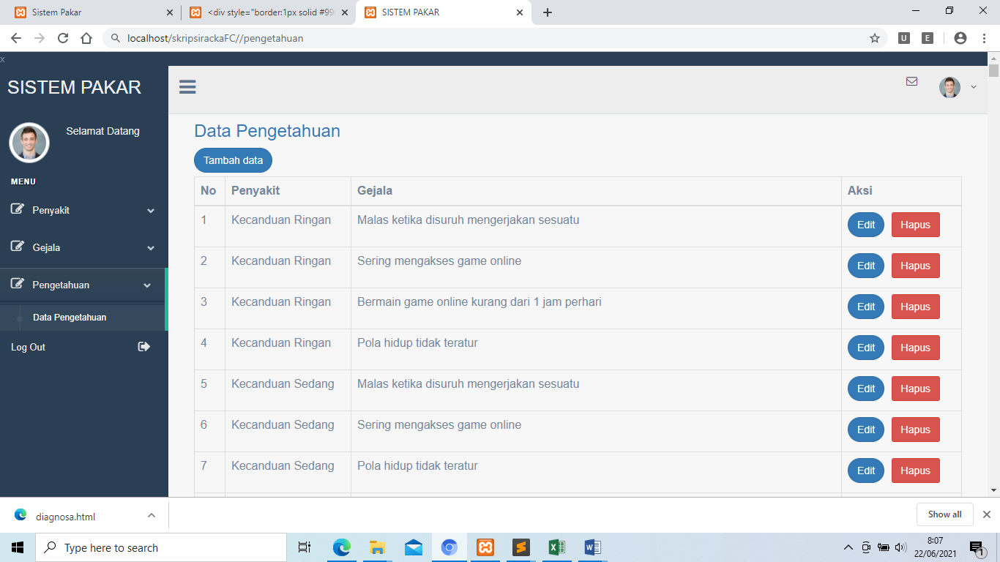 Sistem Pakar
<div style="border:1px solid #99
SISTEM PAKAR
localhost/skripsirackaFC//pengetahuan
U
E
x
SISTEM PAKAR
Selamat Datang
MENU
Penyakit
Gejala
Pengetahuan
Data Pengetahuan
Log Out
Data Pengetahuan
Tambah data
No Penyakit Gejala Aksi
1 Kecanduan Ringan Malas ketika disuruh mengerjakan sesuatu Edit Hapus
2 Kecanduan Ringan Sering mengakses game online Edit Hapus
3 Kecanduan Ringan Bermain game online kurang dari 1 jam perhari Edit Hapus
4 Kecanduan Ringan Pola hidup tidak teratur Edit Hapus
5 Kecanduan Sedang Malas ketika disuruh mengerjakan sesuatu Edit Hapus
6 Kecanduan Sedang Sering mengakses game online Edit Hapus
7 Kecanduan Sedang Pola hidup tidak teratur Edit Hapus
diagnosa.html
Show all
Type here to search
8:07
22/06/2021
1